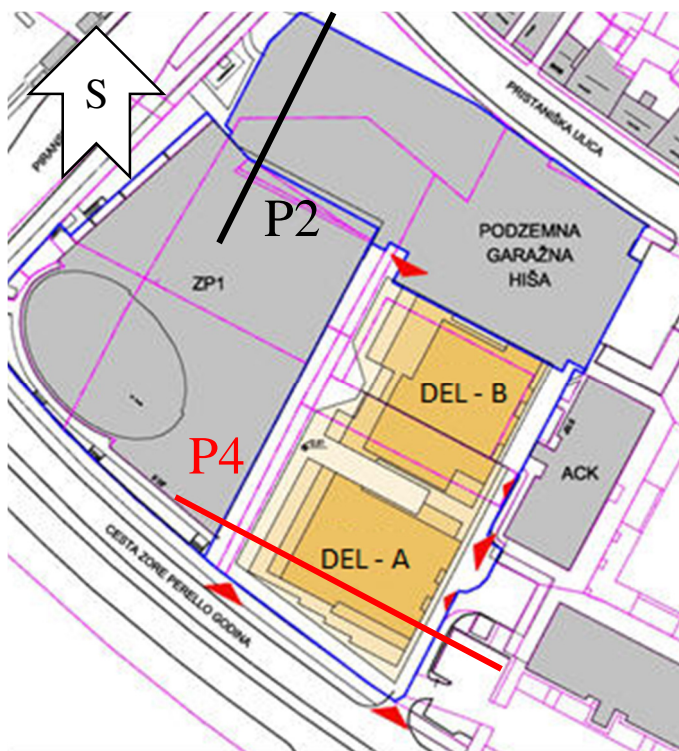 S
PRISTANIŠKA ULICA
P2
PODZEMNA
GARAŽNA
HIŠA
ZP1
DEL - B
P4
ACK
DEL - A
CESTA ZORE PERELLO GODINA